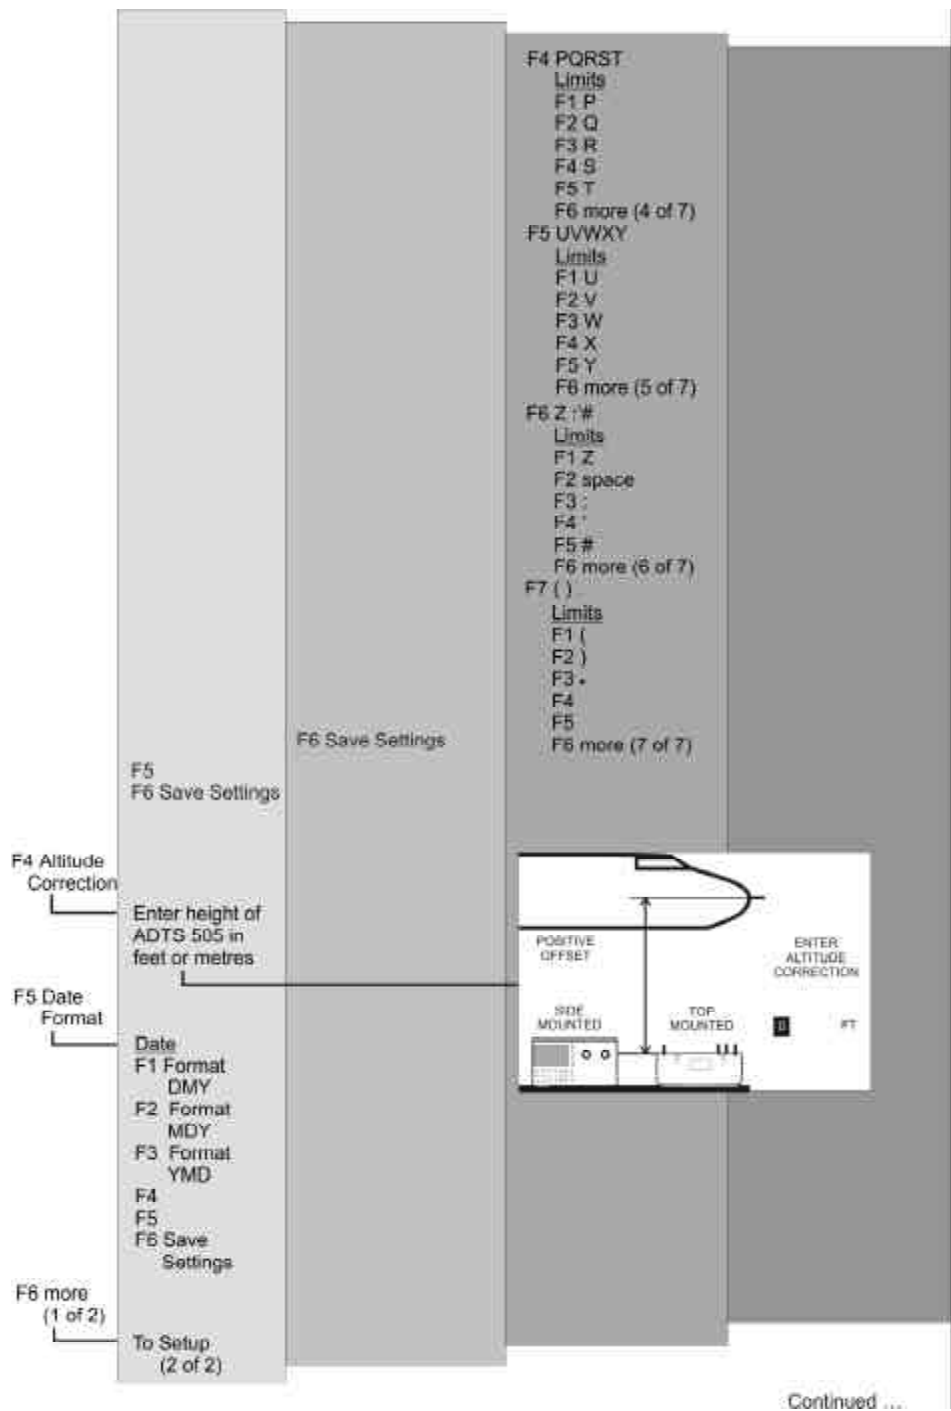 F4 PQRST
Limits
F1 P
F2 Q
F3 R
F4 S
F5 T
F6 more (4 of 7)
F5 UVWXY
Limits
F1 U
F2 V
F3 W
F4 X
F5 Y
F6 more (5 of 7)
F6 Z : ' #
Limits
F1 Z
F2 space
F3 :
F4 '
F5 #
F6 more (6 of 7)
F7 ( ) .
Limits
F1 (
F2 )
F3 .
F4
F5
F6 more (7 of 7)
F6 Save Settings
F5
F6 Save Settings
F4 Altitude
Correction
Enter height of
ADTS 505 in
feet or metres
POSITIVE
OFFSET
ENTER
ALTITUDE
CORRECTION
SIDE
MOUNTED
TOP
MOUNTED
0 FT
F5 Date
Format
Date
F1 Format
DMY
F2 Format
MDY
F3 Format
YMD
F4
F5
F6 Save
Settings
F6 more
(1 of 2)
To Setup
(2 of 2)
Continued ...